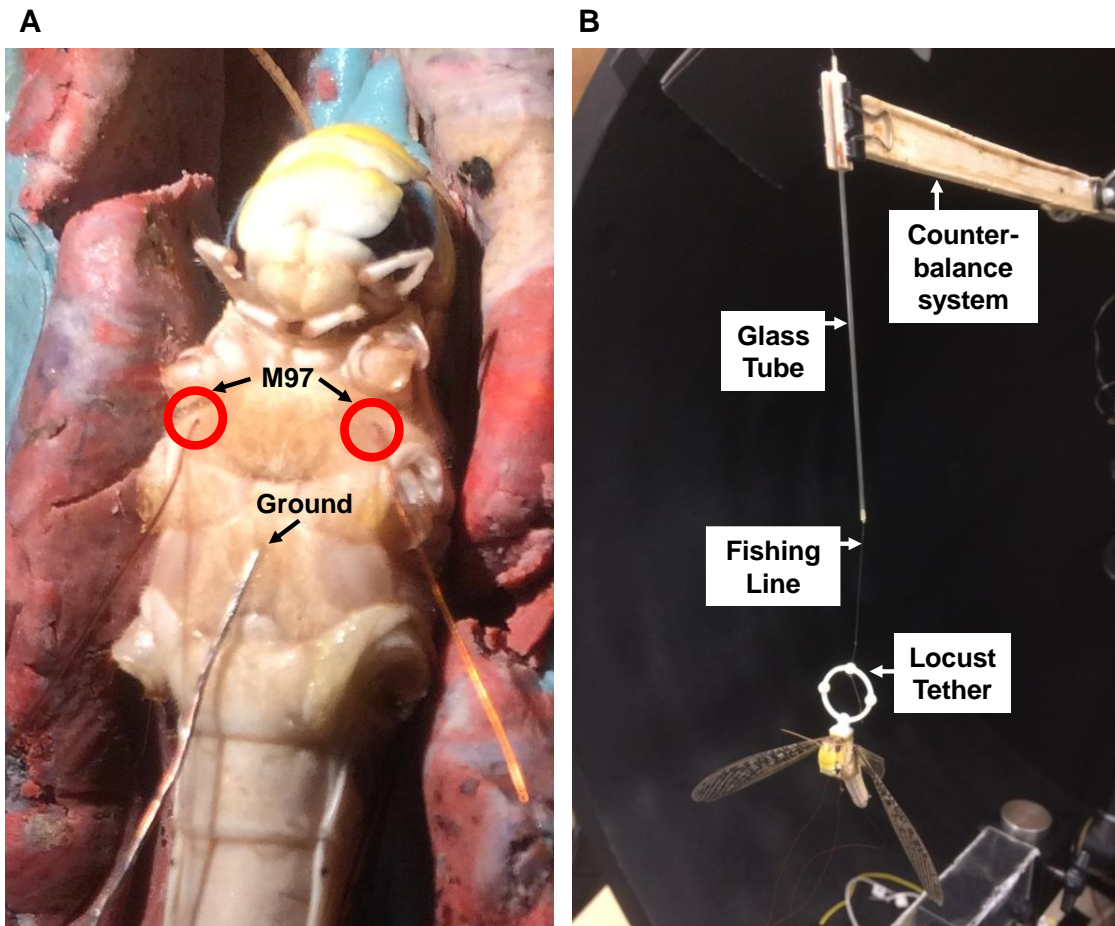 A
B
M97
Ground
Counter-
balance
system
Glass
Tube
Fishing
Line
Locust
Tether